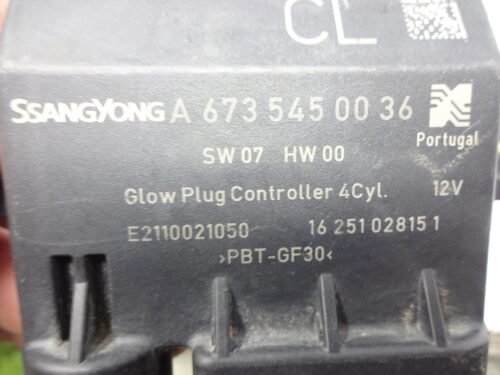 CL
SSANGYONG A 673 545 00 36
Portugal
SW 07 HW 00
Glow Plug Controller 4Cyl. 12V
E2110021050 16 251 02815 1
›PBT-GF30‹